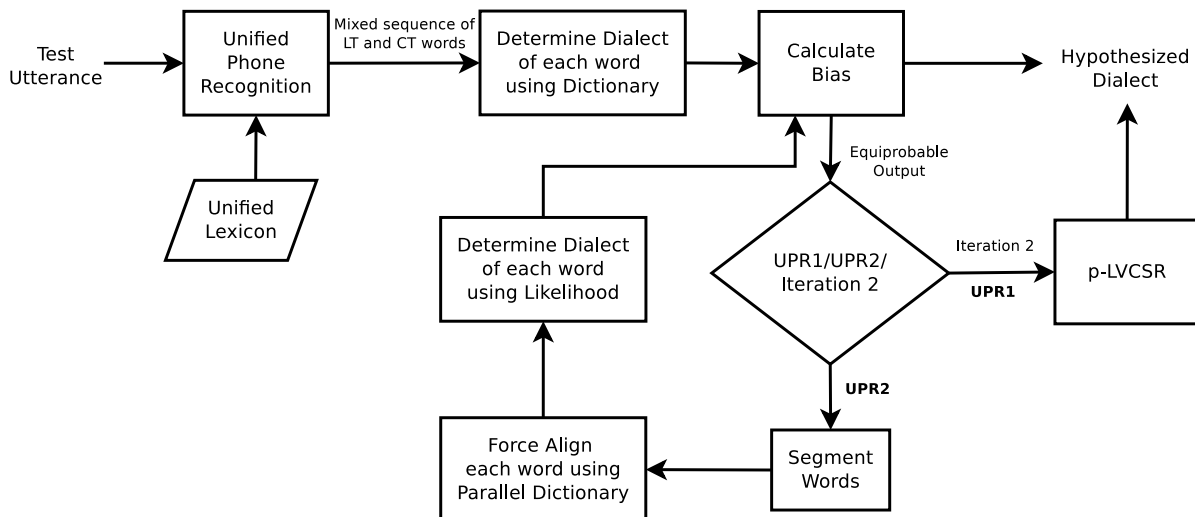 Test
Utterance
Unified
Phone
Recognition
Mixed sequence of
LT and CT words
Determine Dialect
of each word
using Dictionary
Calculate
Bias
Hypothesized
Dialect
Equiprobable
Output
Unified
Lexicon
Determine Dialect
of each word
using Likelihood
UPR1/UPR2/
Iteration 2
Iteration 2
UPR1
p-LVCSR
UPR2
Force Align
each word using
Parallel Dictionary
Segment
Words